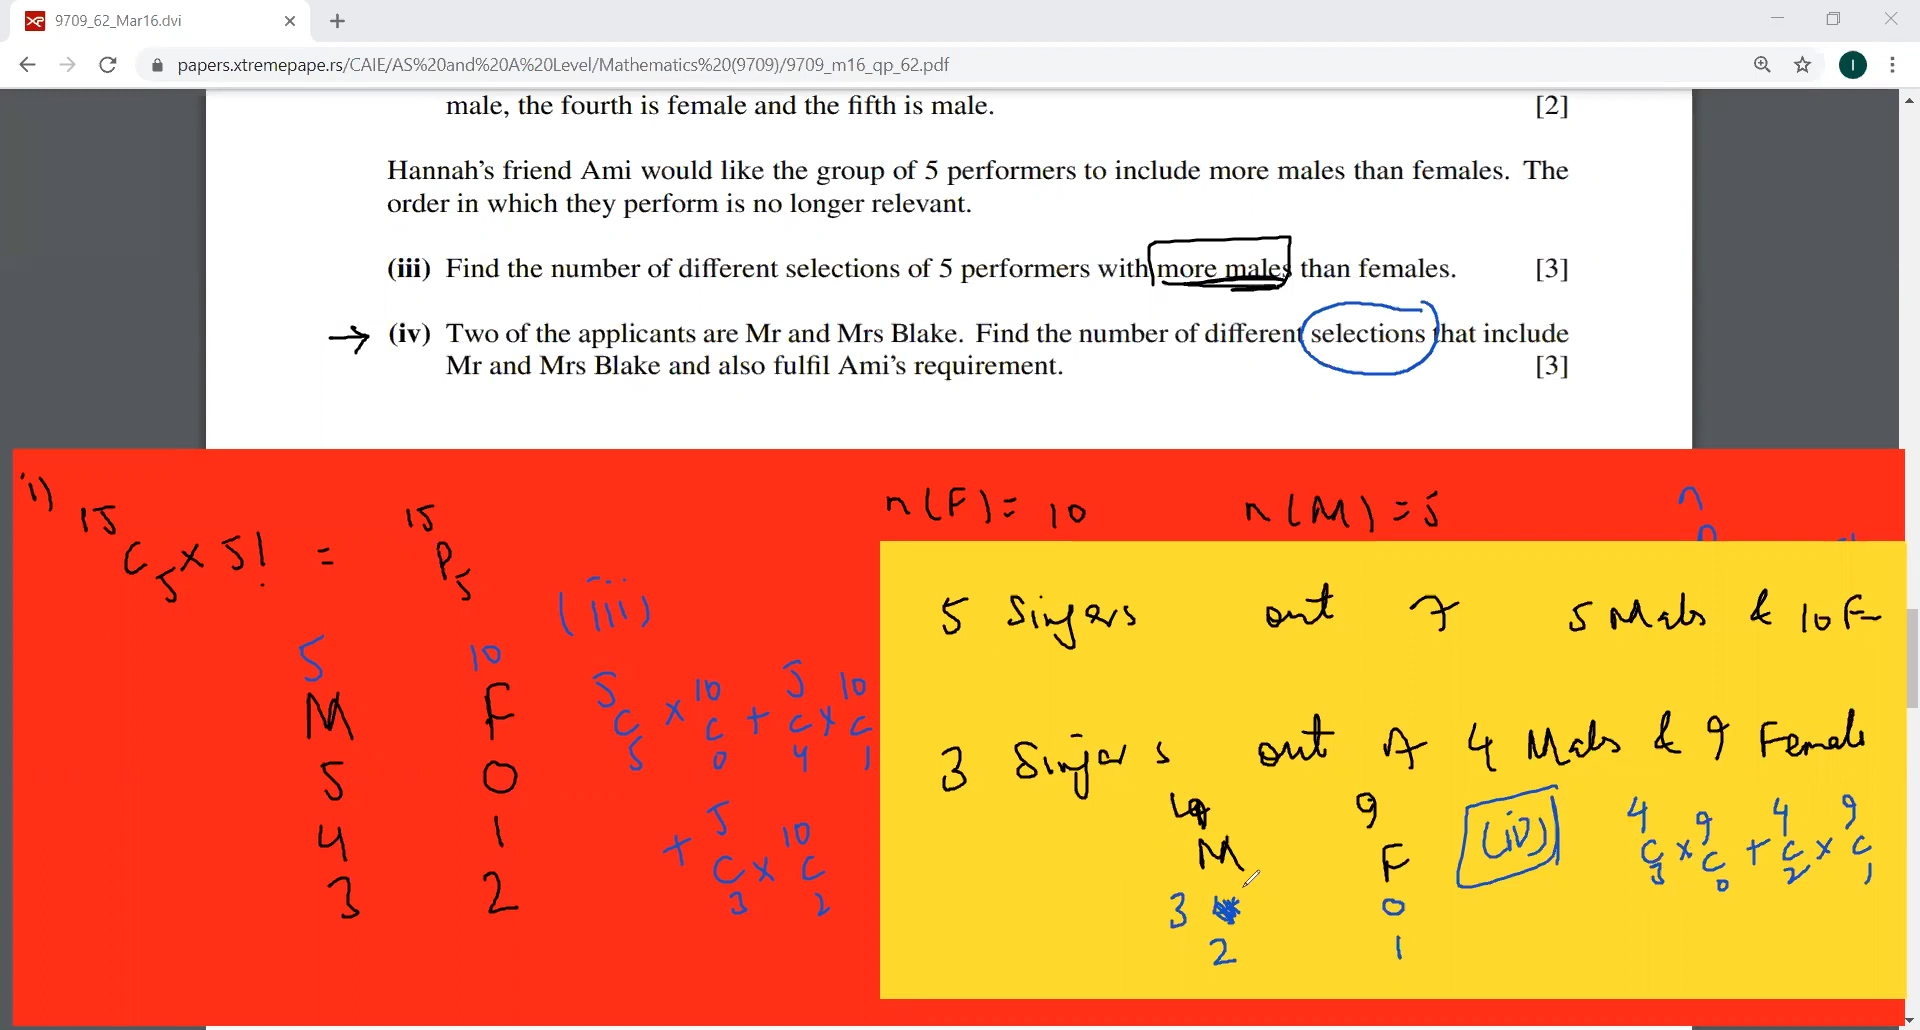 9709_62_Mar16.dvi
papers.xtremepape.rs/CAIE/AS%20and%20A%20Level/Mathematics%20(9709)/9709_m16_qp_62.pdf
I
male, the fourth is female and the fifth is male. [2]
Hannah's friend Ami would like the group of 5 performers to include more males than females. The
order in which they perform is no longer relevant.
(iii) Find the number of different selections of 5 performers with more males than females. [3]
→ (iv) Two of the applicants are Mr and Mrs Blake. Find the number of different selections that include
Mr and Mrs Blake and also fulfil Ami's requirement. [3]
i)
15C5 × 5! = 15P5
n(F) = 10 n(M) = 5
(iii)
5 10
M F
5 0
4 1
3 2
5C5 × 10C0 + 5C4 × 10C1
+ 5C3 × 10C2
5 Singers out of 5 Males & 10 F
3 Singers out of 4 Males & 9 Female
4 9
M F
3 0
2 1
(iv) 4C3 × 9C0 + 4C2 × 9C1